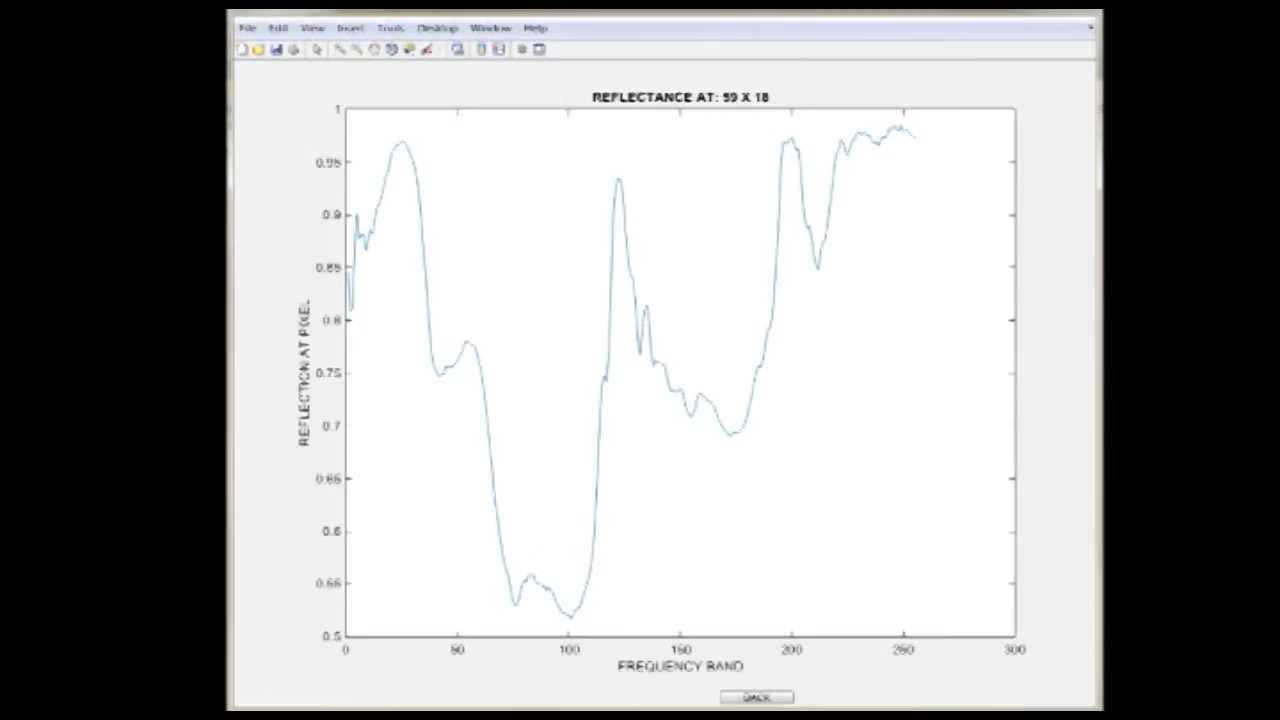 File Edit View Insert Tools Desktop Window Help
REFLECTANCE AT: 59 X 18
1
0.95
0.9
0.85
0.8
0.75
0.7
0.65
0.6
0.55
0.5
REFLECTION AT PIXEL
0 50 100 150 200 250 300
FREQUENCY BAND
BACK